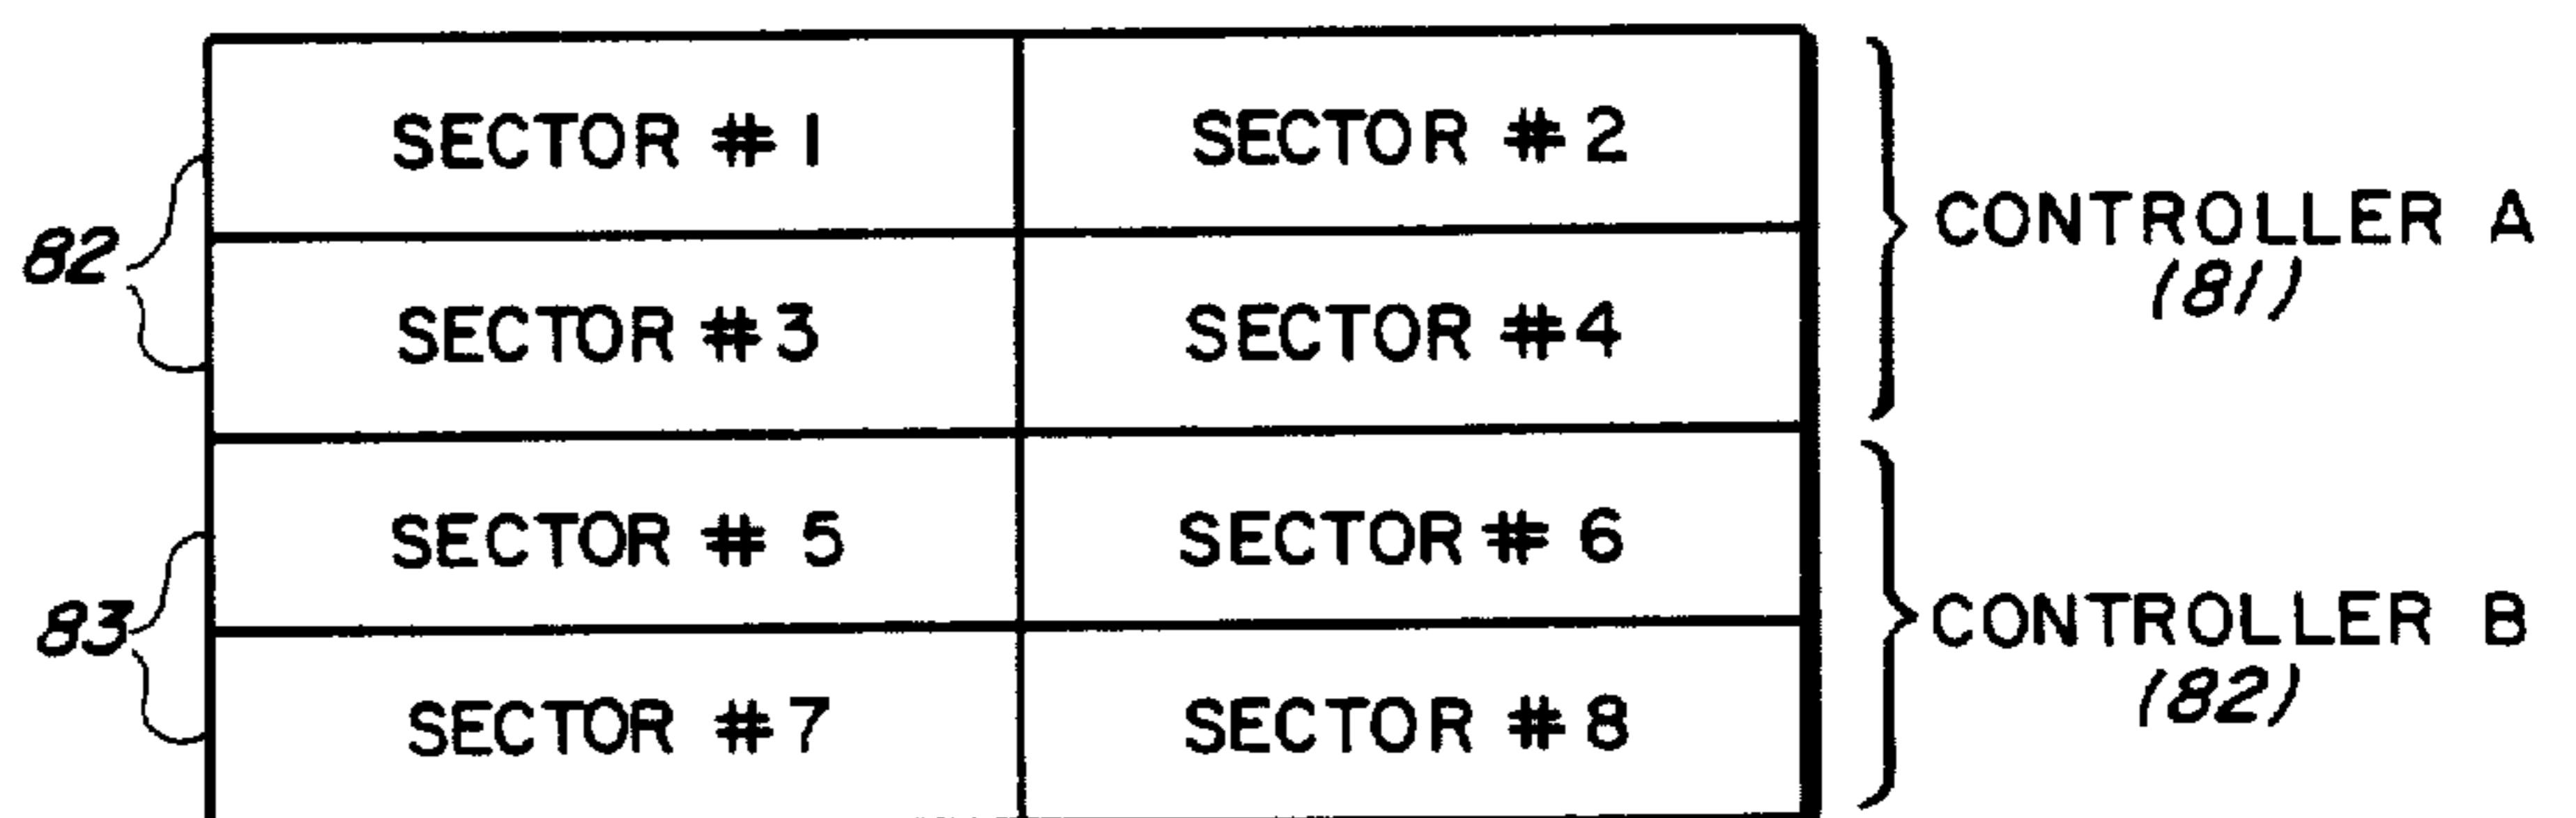 SECTOR # 1
SECTOR # 2
CONTROLLER A
(81)
82
SECTOR # 3
SECTOR # 4
SECTOR # 5
SECTOR # 6
CONTROLLER B
(82)
83
SECTOR # 7
SECTOR # 8